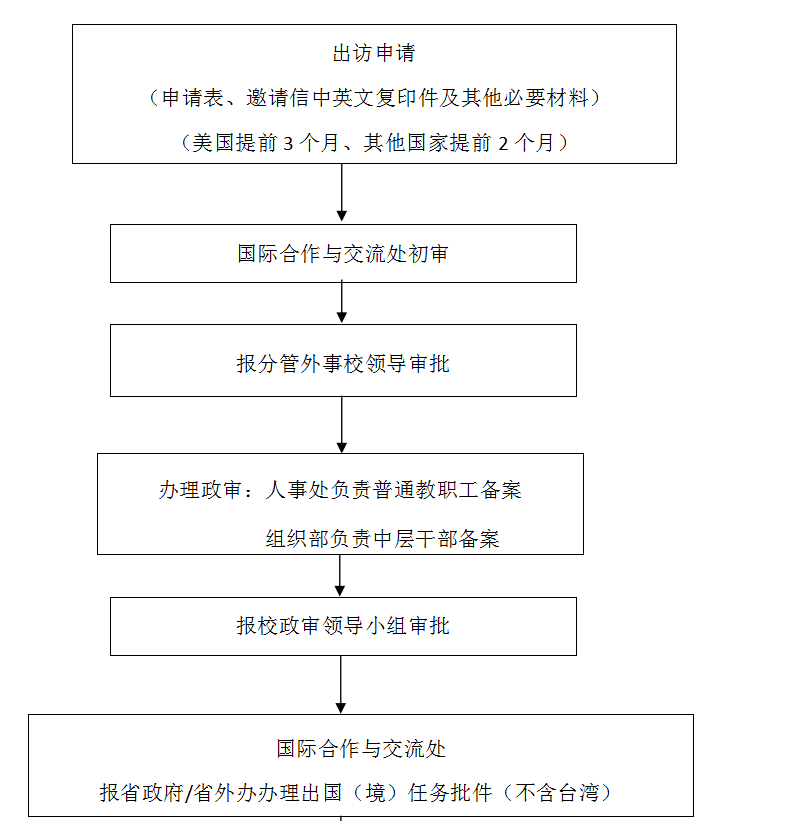 出访申请
（申请表、邀请信中英文复印件及其他必要材料）
（美国提前 3 个月、其他国家提前 2 个月）
国际合作与交流处初审
报分管外事校领导审批
办理政审：人事处负责普通教职工备案
组织部负责中层干部备案
报校政审领导小组审批
国际合作与交流处
报省政府/省外办办理出国（境）任务批件（不含台湾）